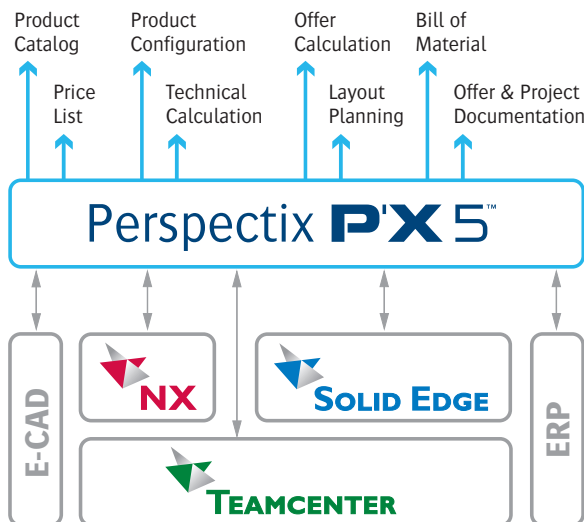 Product
Catalog
Product
Configuration
Offer
Calculation
Bill of
Material
Price
List
Technical
Calculation
Layout
Planning
Offer & Project
Documentation
Perspectix P'X5™
E-CAD
NX
SOLID EDGE
ERP
TEAMCENTER